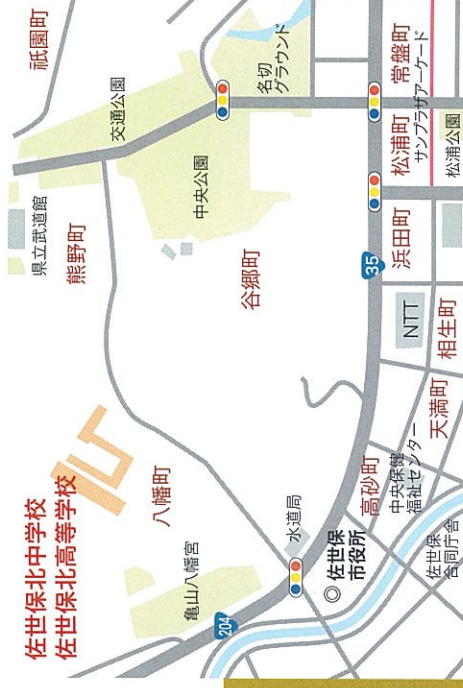 佐世保北中学校
佐世保北高等学校
県立武道館
熊野町
交通公園
祇園町
八幡町
亀山八幡宮
204
水道局
佐世保
市役所
谷郷町
中央公園
名切
グラウンド
高砂町
中央保健
福祉センター
佐世保
合同庁舎
天満町
NTT
相生町
35
浜田町
松浦町
常盤町
サンプラザアーケード
松浦公園